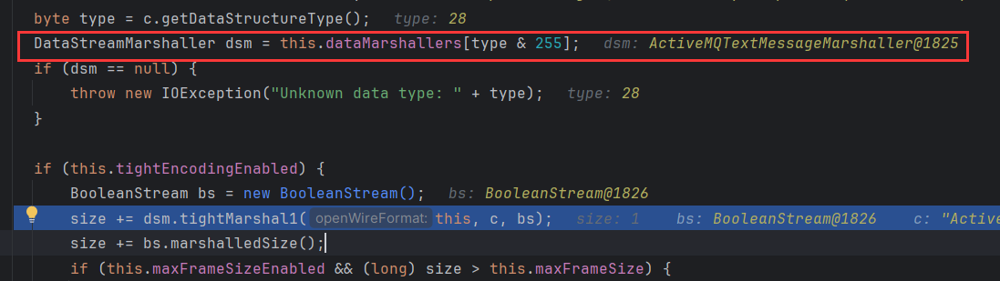 byte type = c.getDataStructureType();   type: 28
DataStreamMarshaller dsm = this.dataMarshallers[type & 255];   dsm: ActiveMQTextMessageMarshaller@1825
if (dsm == null) {
throw new IOException("Unknown data type: " + type);   type: 28
}
if (this.tightEncodingEnabled) {
BooleanStream bs = new BooleanStream();   bs: BooleanStream@1826
size += dsm.tightMarshal1( openWireFormat: this, c, bs);   size: 1   bs: BooleanStream@1826   c: "Active
size += bs.marshalledSize();
if (this.maxFrameSizeEnabled && (long) size > this.maxFrameSize) {